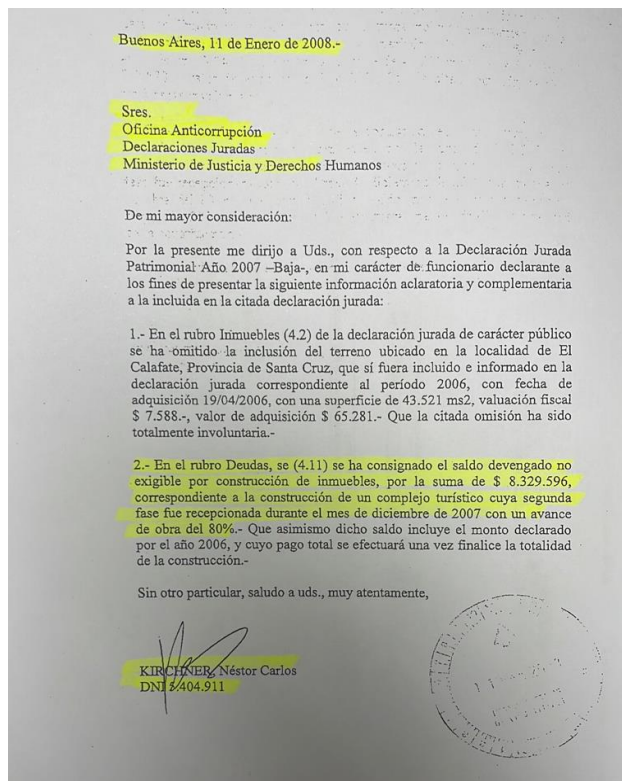 Buenos Aires, 11 de Enero de 2008.-
Sres.
Oficina Anticorrupción
Declaraciones Juradas
Ministerio de Justicia y Derechos Humanos
De mi mayor consideración:
Por la presente me dirijo a Uds., con respecto a la Declaración Jurada
Patrimonial Año 2007 –Baja-, en mi carácter de funcionario declarante a
los fines de presentar la siguiente información aclaratoria y complementaria
a la incluida en la citada declaración jurada:
1.- En el rubro Inmuebles (4.2) de la declaración jurada de carácter público
se ha omitido la inclusión del terreno ubicado en la localidad de El
Calafate, Provincia de Santa Cruz, que sí fuera incluido e informado en la
declaración jurada correspondiente al período 2006, con fecha de
adquisición 19/04/2006, con una superficie de 43.521 ms2, valuación fiscal
$ 7.588.-, valor de adquisición $ 65.281.- Que la citada omisión ha sido
totalmente involuntaria.-
2.- En el rubro Deudas, se (4.11) se ha consignado el saldo devengado no
exigible por construcción de inmuebles, por la suma de $ 8.329.596,
correspondiente a la construcción de un complejo turístico cuya segunda
fase fue recepcionada durante el mes de diciembre de 2007 con un avance
de obra del 80%.- Que asimismo dicho saldo incluye el monto declarado
por el año 2006, y cuyo pago total se efectuará una vez finalice la totalidad
de la construcción.-
Sin otro particular, saludo a uds., muy atentamente,
KIRCHNER, Néstor Carlos
DNI 5.404.911